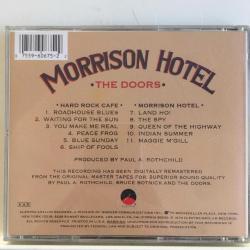 7559-60675-2
MORRISON HOTEL
• THE DOORS •
• HARD ROCK CAFE •
1. ROADHOUSE BLUES
2. WAITING FOR THE SUN
3. YOU MAKE ME REAL
4. PEACE FROG
5. BLUE SUNDAY
6. SHIP OF FOOLS
• MORRISON HOTEL •
7. LAND HO!
8. THE SPY
9. QUEEN OF THE HIGHWAY
10. INDIAN SUMMER
11. MAGGIE M'GILL
PRODUCED BY PAUL A. ROTHCHILD
THIS RECORDING HAS BEEN DIGITALLY REMASTERED
FROM THE ORIGINAL MASTER TAPES FOR SUPERIOR SOUND QUALITY
BY PAUL A. ROTHCHILD, BRUCE BOTNICK AND THE DOORS.